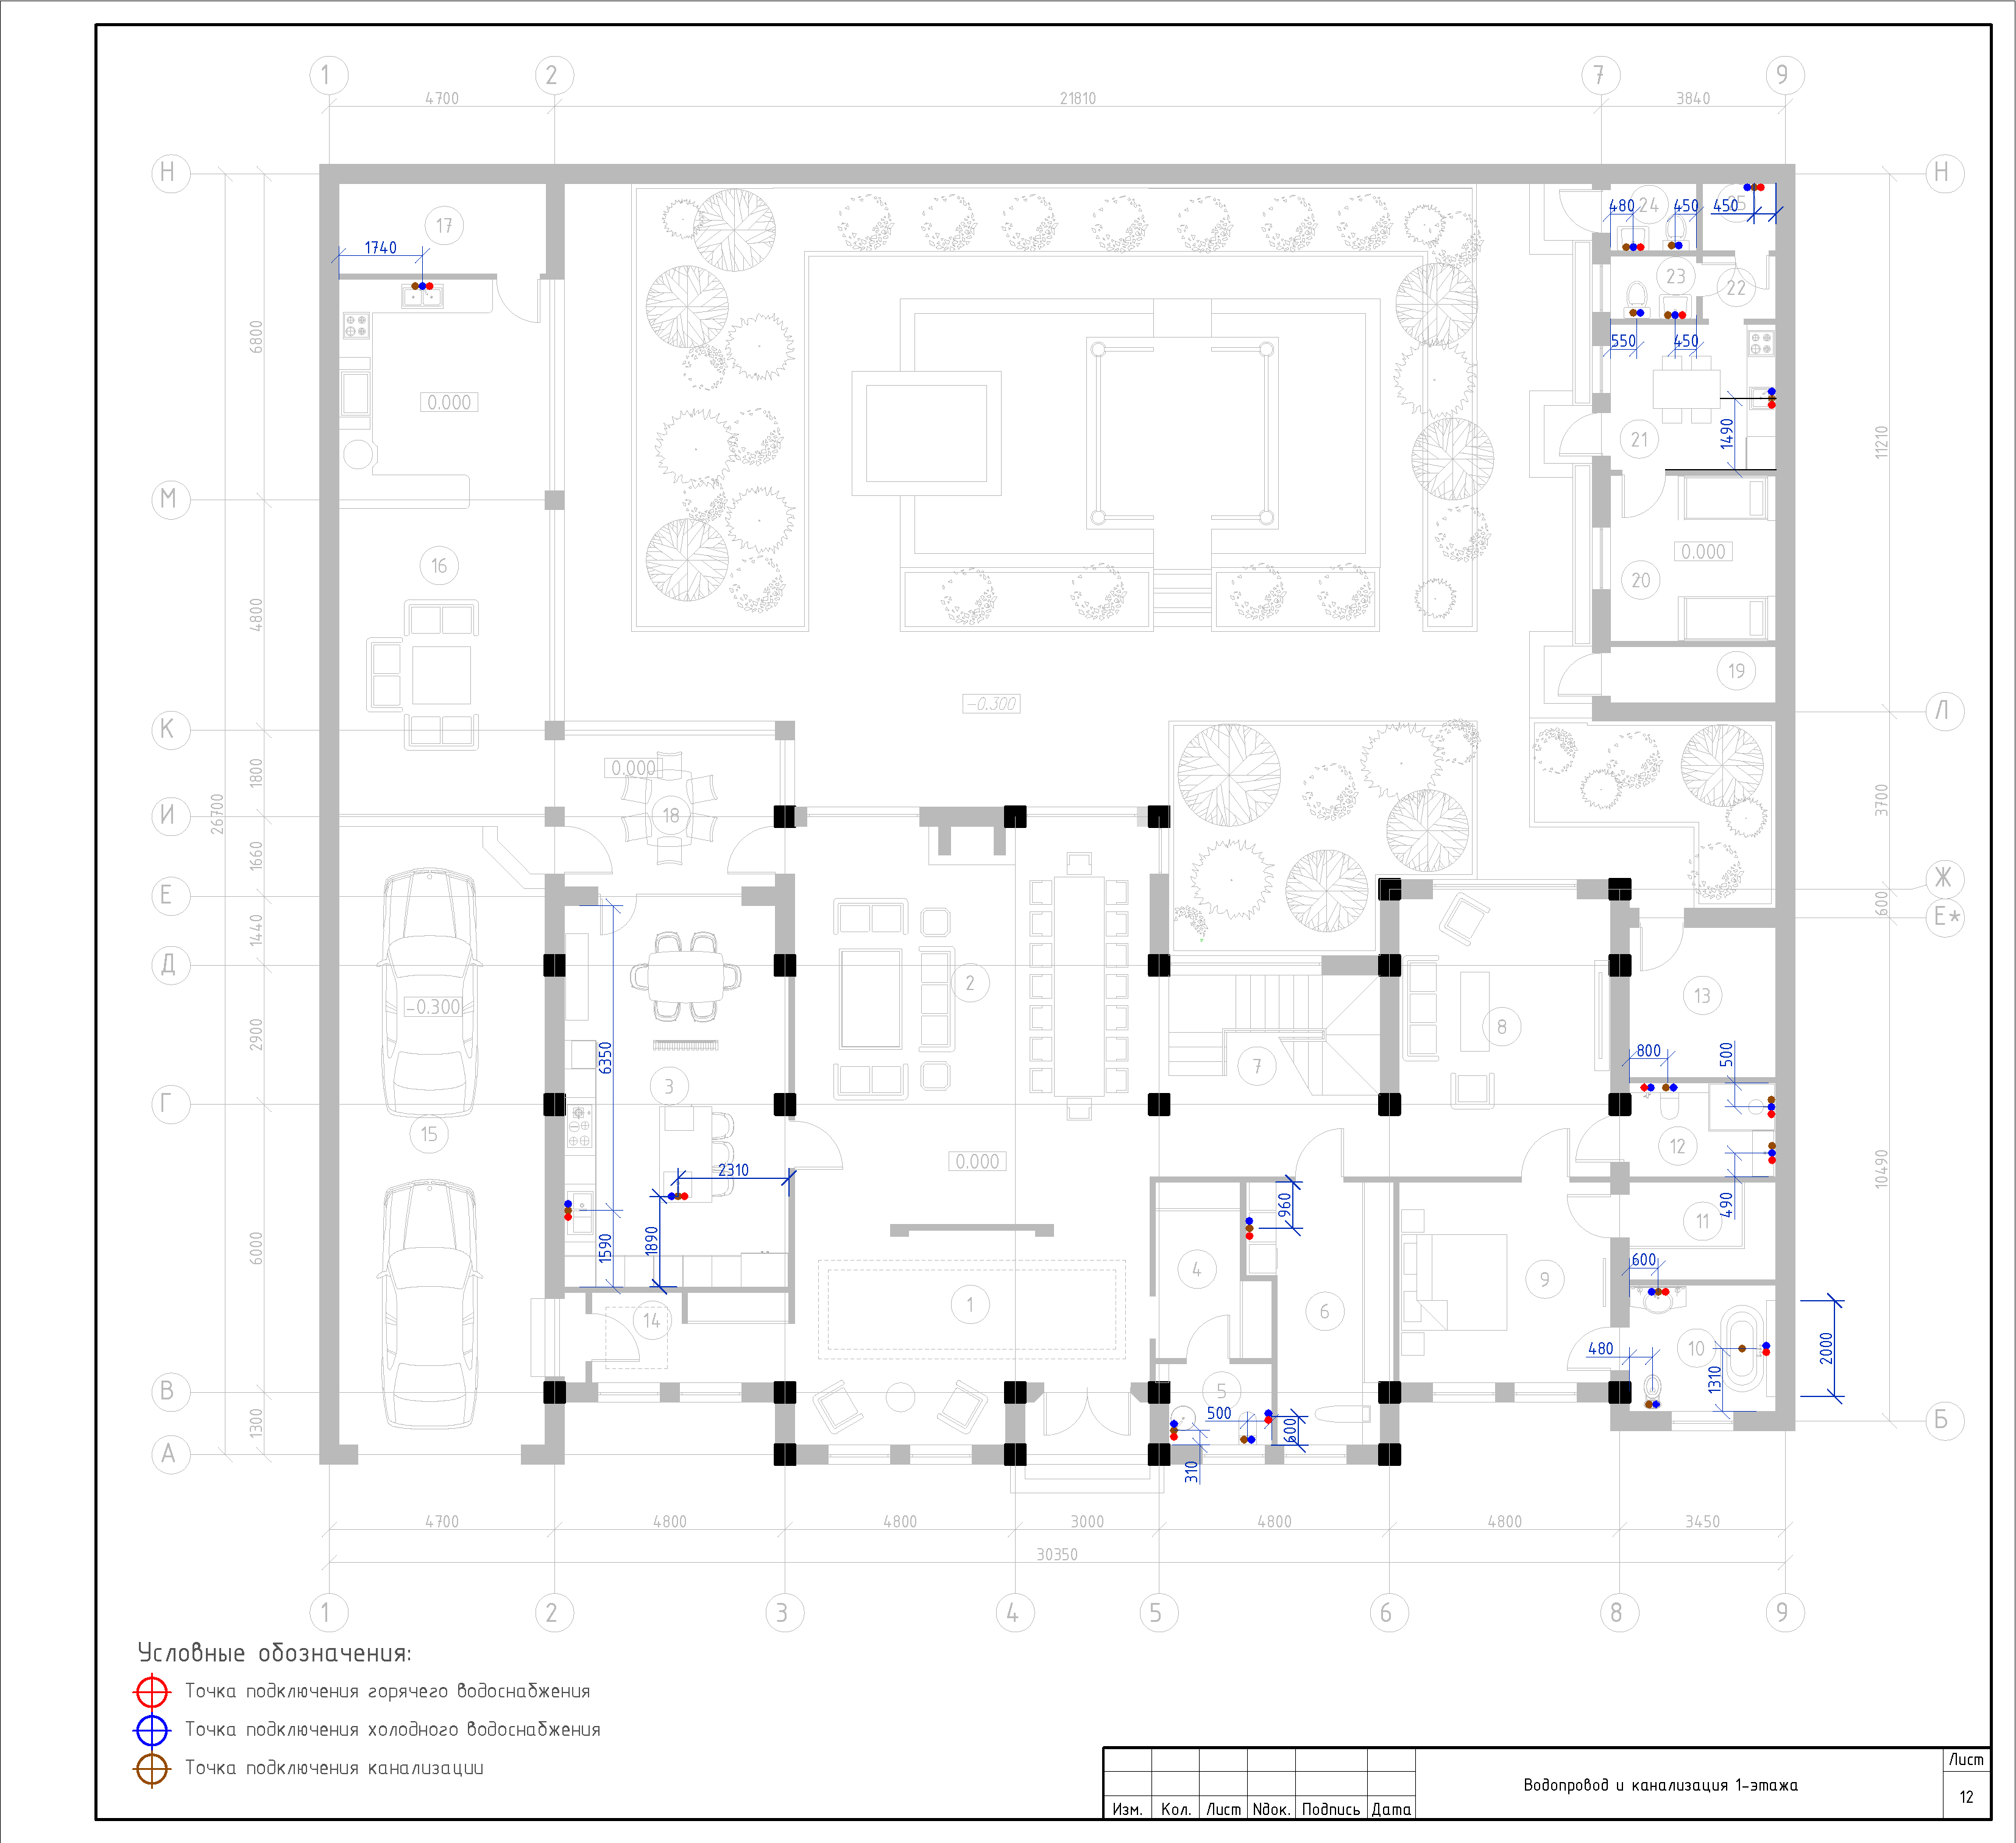 1 2 7 9
4700 21810 3840
Н Н
17
1740
480 24 450 450
23
22
550 450
6800
0.000
1490
21
11210
М
16
0.000
20
4800
19
К
-0.300
Л
0.000
1800
18
И
26700
3700
1660
Е
Ж
600
Е*
1440
Д
2
13
-0.300
8
2900
6350
3
7
800
500
Г
15
12
0.000
2310
10490
960
490
11
6000
1590
1890
4
9
600
1
6
14
480
10
1310
2000
В
5
500
600
1300
310
А
Б
4700 4800 4800 3000 4800 4800 3450
30350
1 2 3 4 5 6 8 9
Условные обозначения:
Точка подключения горячего водоснабжения
Точка подключения холодного водоснабжения
Точка подключения канализации
Лист
Водопровод и канализация 1-этажа
12
Изм. Кол. Лист Nдок. Подпись Дата